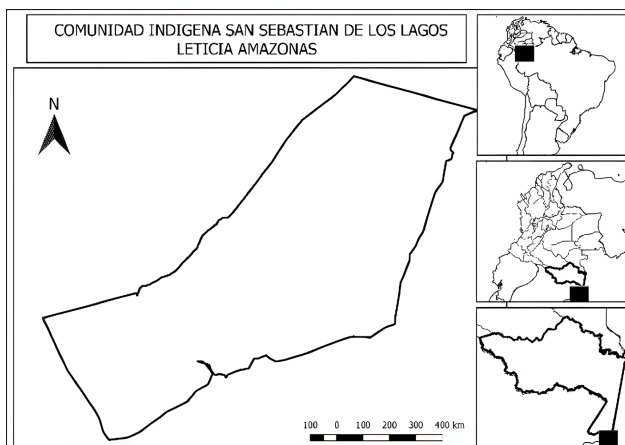 COMUNIDAD INDIGENA SAN SEBASTIAN DE LOS LAGOS
LETICIA AMAZONAS
N
100 0 100 200 300 400 km